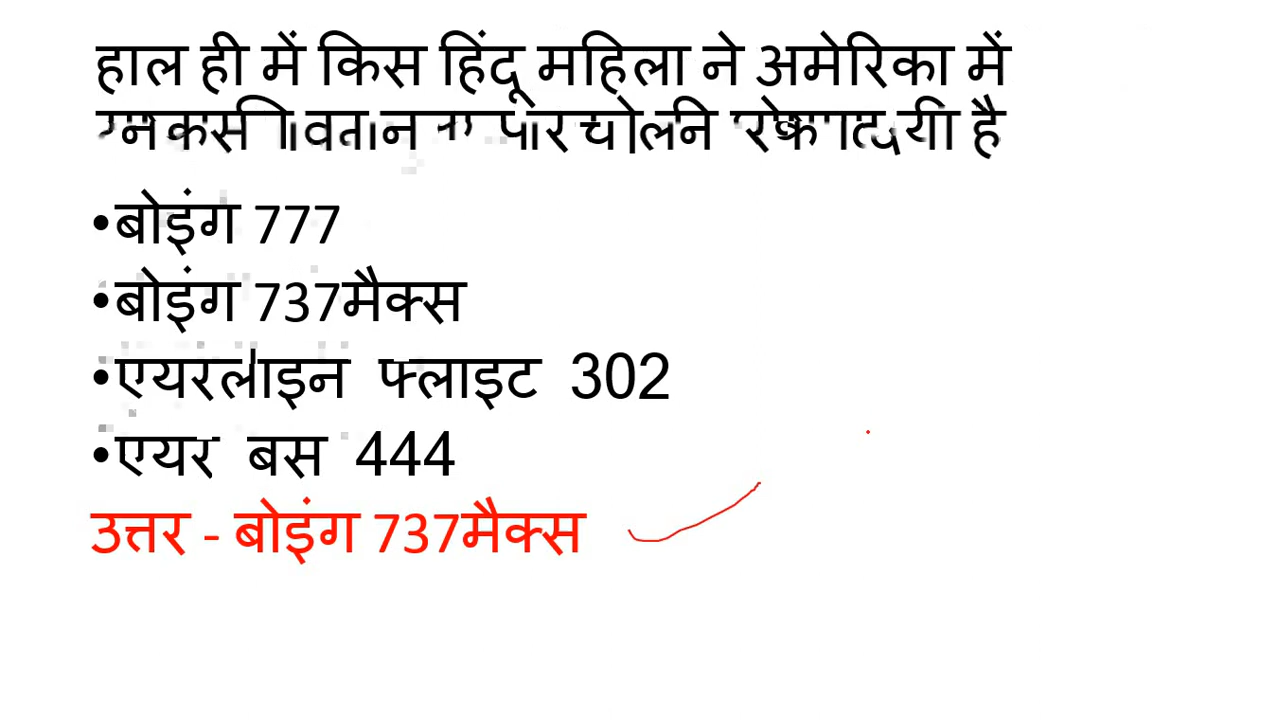 हाल ही में किस हिंदू महिला ने अमेरिका में
है
•बोइंग 777
•बोइंग 737मैक्स
•एयरलाइन फ्लाइट 302
•एयर बस 444
उत्तर - बोइंग 737मैक्स